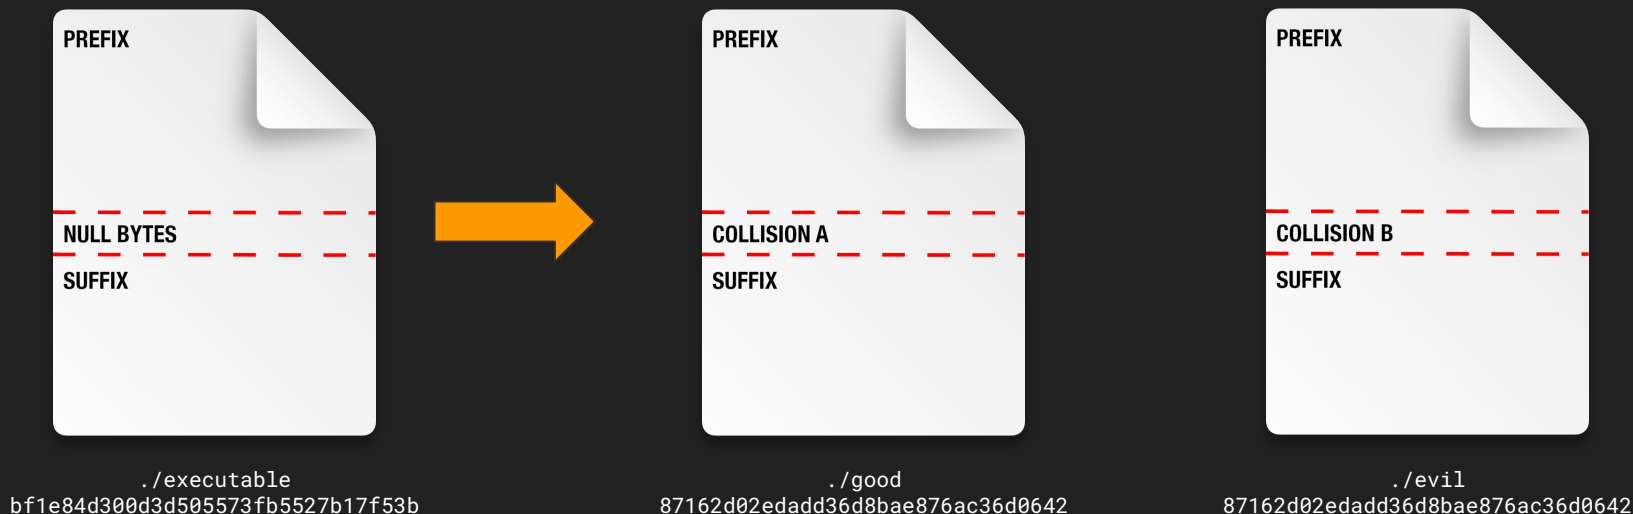 PREFIX
NULL BYTES
SUFFIX
./executable
bf1e84d300d3d505573fb5527b17f53b
PREFIX
COLLISION A
SUFFIX
./good
87162d02edadd36d8bae876ac36d0642
PREFIX
COLLISION B
SUFFIX
./evil
87162d02edadd36d8bae876ac36d0642